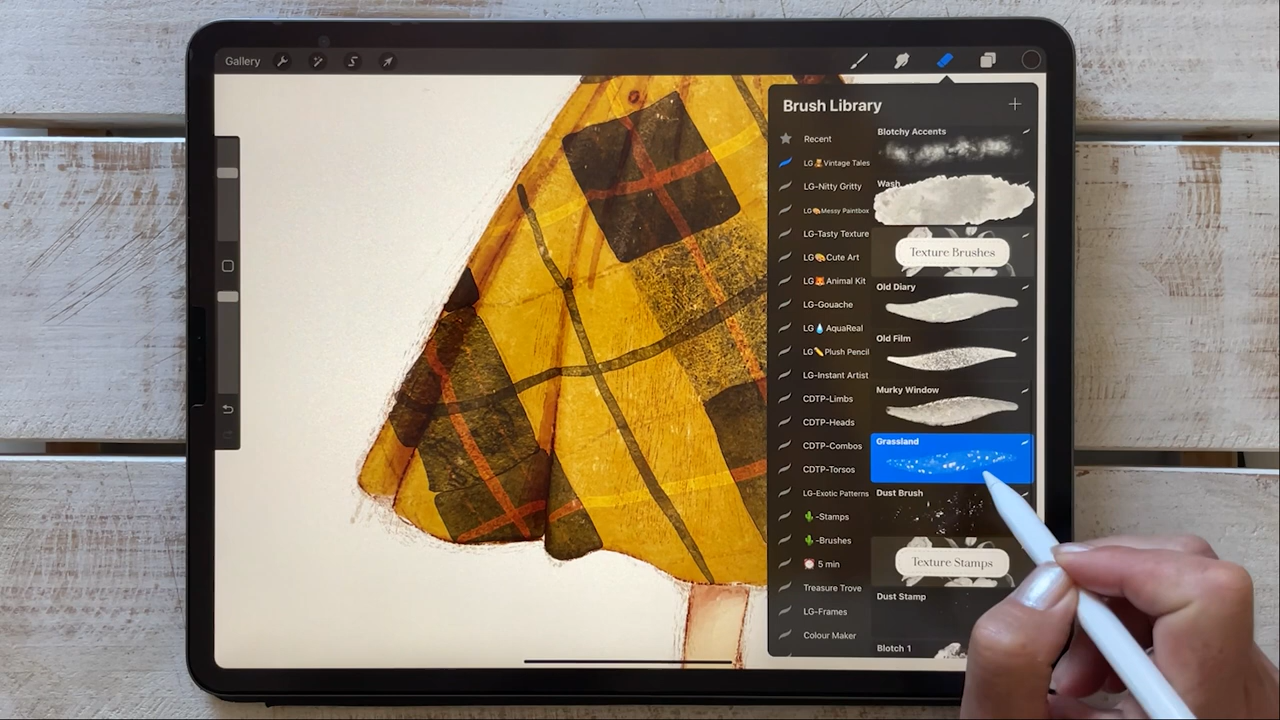 Gallery
Brush Library
Recent
LG🧸Vintage Tales
LG-Nitty Gritty
LG🎨Messy Paintbox
LG-Tasty Texture
LG🎨Cute Art
LG🦊Animal Kit
LG-Gouache
LG💧AquaReal
LG✏️Plush Pencil
LG-Instant Artist
CDTP-Limbs
CDTP-Heads
CDTP-Combos
CDTP-Torsos
LG-Exotic Patterns
🌵-Stamps
🌵-Brushes
⏰ 5 min
Treasure Trove
LG-Frames
Colour Maker
Blotchy Accents
Wash
Texture Brushes
Old Diary
Old Film
Murky Window
Grassland
Dust Brush
Texture Stamps
Dust Stamp
Blotch 1